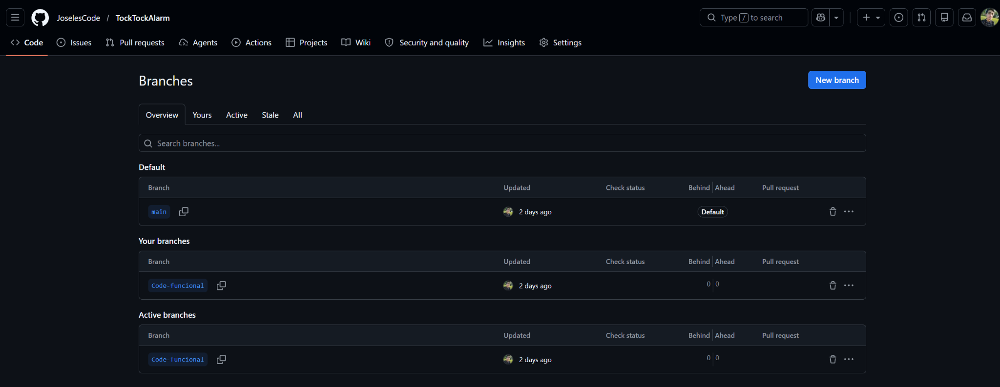 JoselesCode / TockTockAlarm Type / to search
Code Issues Pull requests Agents Actions Projects Wiki Security and quality Insights Settings
Branches New branch
Overview Yours Active Stale All
Search branches...
Default
Branch Updated Check status Behind Ahead Pull request
main 2 days ago Default
Your branches
Branch Updated Check status Behind Ahead Pull request
Code-funcional 2 days ago 0 0
Active branches
Branch Updated Check status Behind Ahead Pull request
Code-funcional 2 days ago 0 0